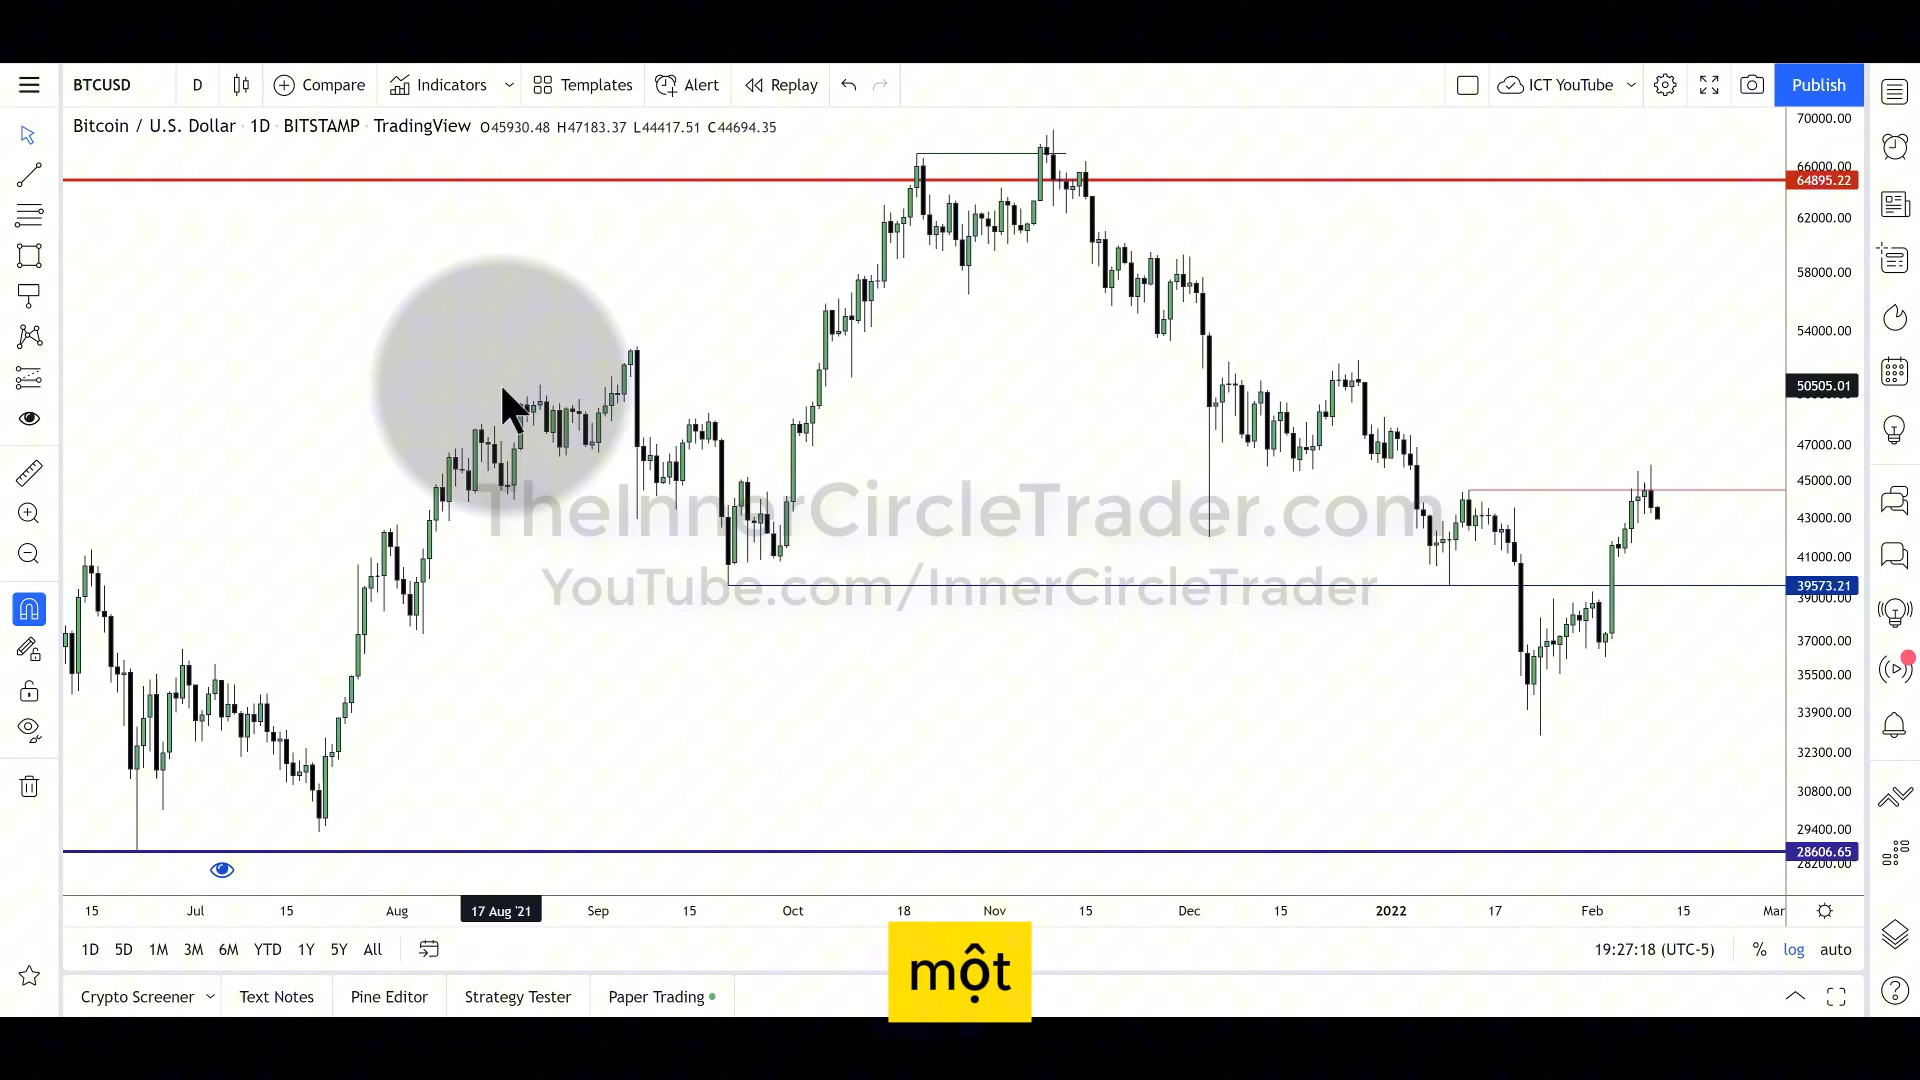 BTCUSD D Compare Indicators Templates Alert Replay ICT YouTube Publish
Bitcoin / U.S. Dollar · 1D · BITSTAMP · TradingView O45930.48 H47183.37 L44417.51 C44694.35
70000.00
66000.00
64895.22
62000.00
58000.00
54000.00
50505.01
47000.00
45000.00
43000.00
41000.00
39573.21
39000.00
37000.00
35500.00
33900.00
32300.00
30800.00
29400.00
28606.65
28200.00
TheInnerCircleTrader.com
YouTube.com/InnerCircleTrader
15 Jul 15 Aug 17 Aug '21 Sep 15 Oct 18 Nov 15 Dec 15 2022 17 Feb 15 Mar
1D 5D 1M 3M 6M YTD 1Y 5Y All 19:27:18 (UTC-5) % log auto
một
Crypto Screener Text Notes Pine Editor Strategy Tester Paper Trading